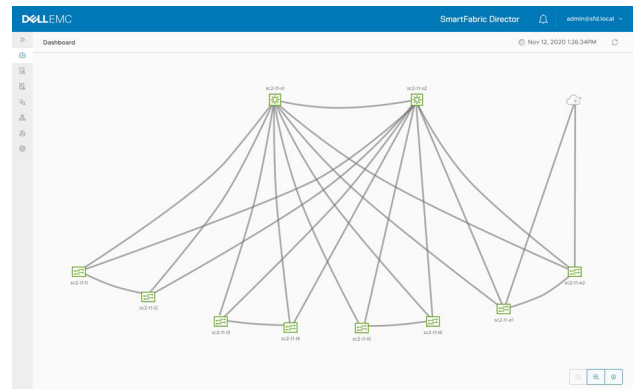 DELLEMC
SmartFabric Director
admin@sfd.local
Dashboard
Nov 12, 2020 1:26:34PM
sc2-t1-s1
sc2-t1-s2
sc2-t1-l1
sc2-t1-l2
sc2-t1-l3
sc2-t1-l4
sc2-t1-l5
sc2-t1-l6
sc2-t1-e1
sc2-t1-e2